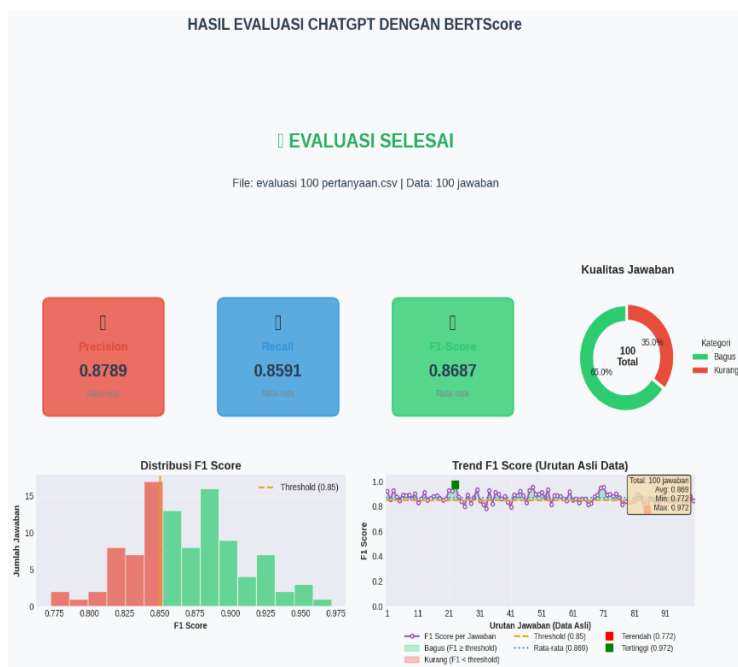 HASIL EVALUASI CHATGPT DENGAN BERTScore
EVALUASI SELESAI
File: evaluasi 100 pertanyaan.csv | Data: 100 jawaban
Precision
0.8789
Rata-rata
Recall
0.8591
Rata-rata
F1-Score
0.8687
Rata-rata
Kualitas Jawaban
35.0%
100
Total
65.0%
Kategori
Bagus
Kurang
Distribusi F1 Score
Threshold (0.85)
Jumlah Jawaban
15
10
5
0
0.775 0.800 0.825 0.850 0.875 0.900 0.925 0.950 0.975
F1 Score
Trend F1 Score (Urutan Asli Data)
Total: 100 jawaban
Avg: 0.869
Min: 0.772
Max: 0.972
F1 Score
1.0
0.8
0.6
0.4
0.2
0.0
1 11 21 31 41 51 61 71 81 91
Urutan Jawaban (Data Asli)
F1 Score per Jawaban
Bagus (F1 ≥ threshold)
Kurang (F1 < threshold)
Threshold (0.85)
Rata-rata (0.869)
Terendah (0.772)
Tertinggi (0.972)